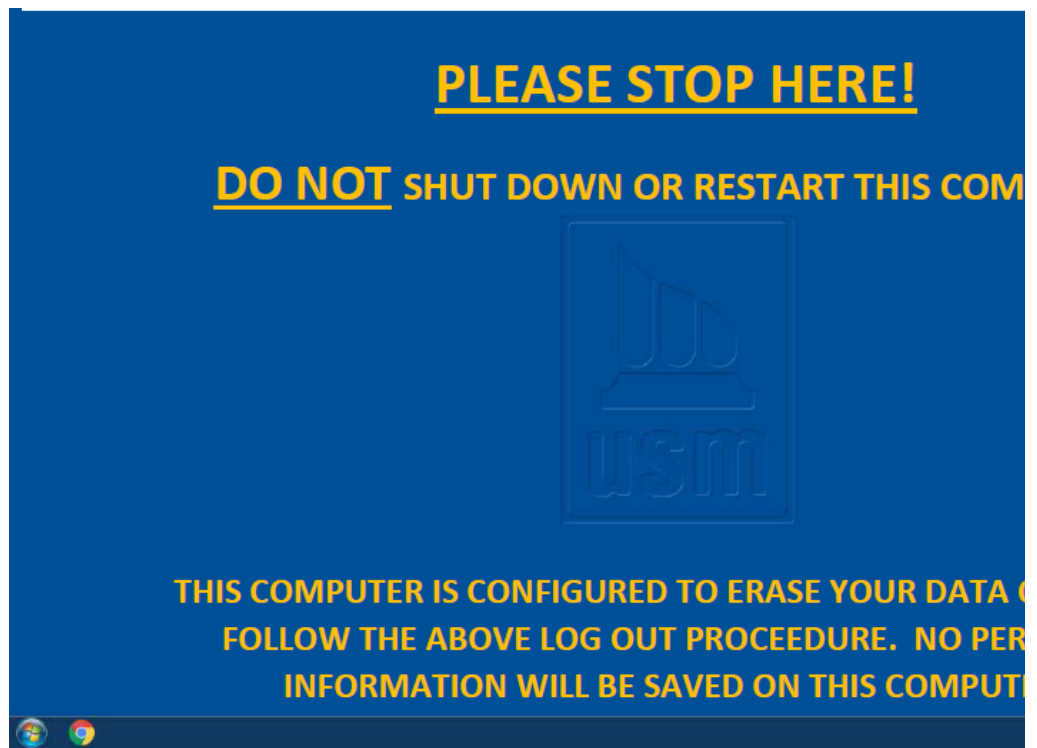 PLEASE STOP HERE!
DO NOT SHUT DOWN OR RESTART THIS COM
usm
THIS COMPUTER IS CONFIGURED TO ERASE YOUR DATA
FOLLOW THE ABOVE LOG OUT PROCEEDURE. NO PER
INFORMATION WILL BE SAVED ON THIS COMPUT